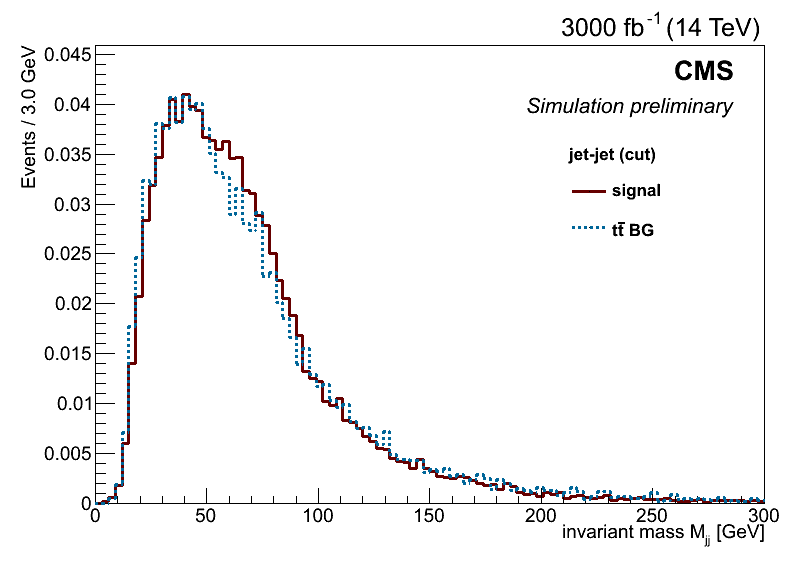 3000 fb⁻¹ (14 TeV)
CMS
Simulation preliminary
jet-jet (cut)
signal
tt̄ BG
Events / 3.0 GeV
0.045
0.04
0.035
0.03
0.025
0.02
0.015
0.01
0.005
0
0 50 100 150 200 250 300
invariant mass Mjj [GeV]